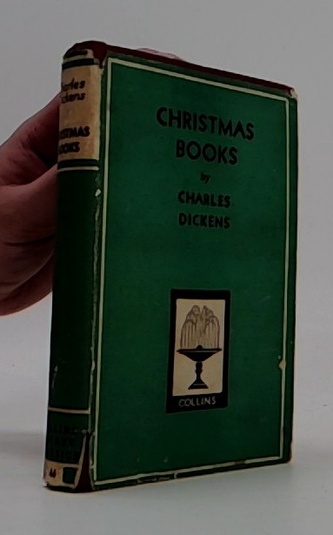 CHRISTMAS
BOOKS
by
CHARLES
DICKENS
COLLINS
Charles
Dickens
CHRISTMAS
BOOKS